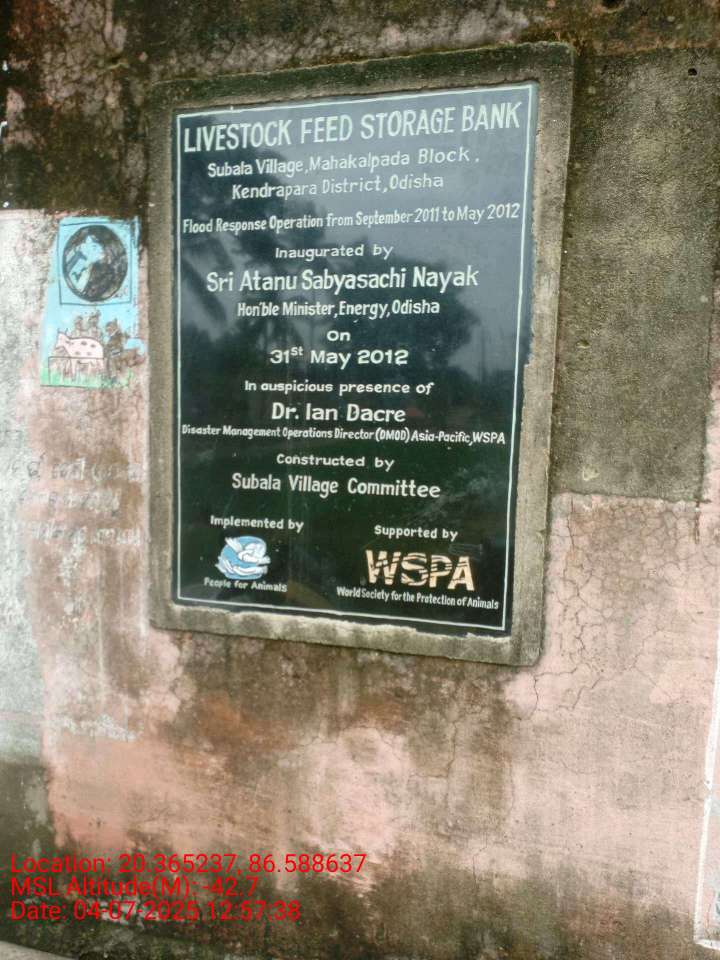 LIVESTOCK FEED STORAGE BANK
Subala Village, Mahakalpada Block,
Kendrapara District, Odisha
Flood Response Operation from September 2011 to May 2012
Inaugurated by
Sri Atanu Sabyasachi Nayak
Hon'ble Minister, Energy, Odisha
On
31st May 2012
In auspicious presence of
Dr. Ian Dacre
Disaster Management Operations Director (DMOD) Asia-Pacific, WSPA
Constructed by
Subala Village Committee
Implemented by
People for Animals
Supported by
WSPA
World Society for the Protection of Animals
Location: 20.365237, 86.588637
MSL Altitude(M): -42.7
Date: 04-07-2025 12:57:38